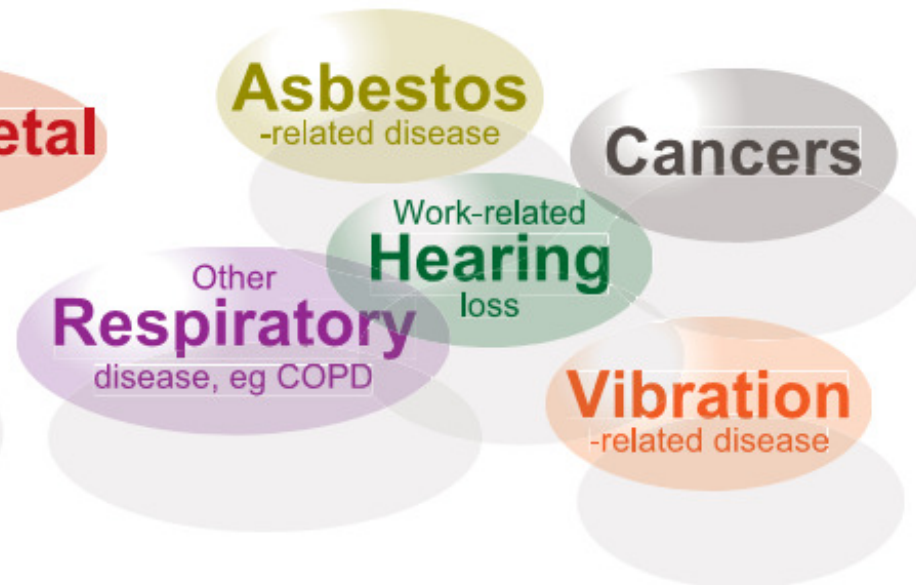 etal
Asbestos
-related disease
Cancers
Work-related
Hearing
loss
Other
Respiratory
disease, eg COPD
Vibration
-related disease